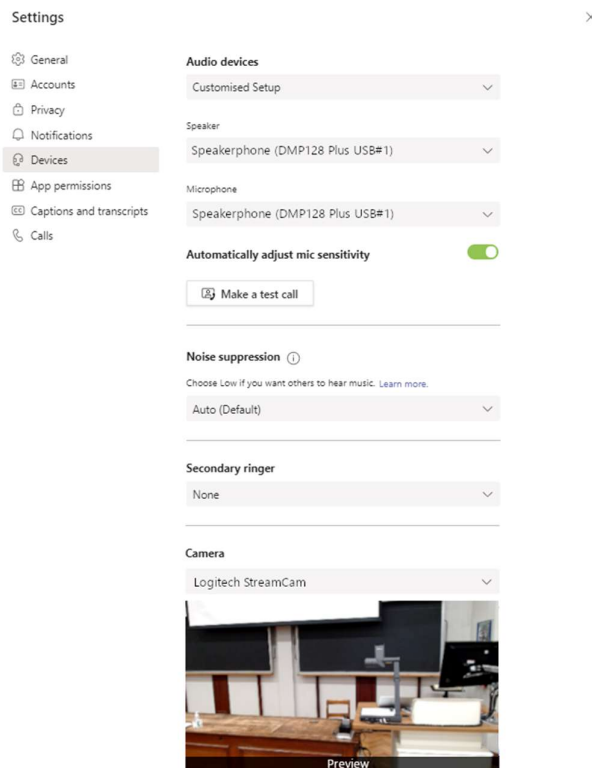 Settings
General
Accounts
Privacy
Notifications
Devices
App permissions
CC Captions and transcripts
Calls
Audio devices
Customised Setup
Speaker
Speakerphone (DMP128 Plus USB#1)
Microphone
Speakerphone (DMP128 Plus USB#1)
Automatically adjust mic sensitivity
Make a test call
Noise suppression
Choose Low if you want others to hear music. Learn more.
Auto (Default)
Secondary ringer
None
Camera
Logitech StreamCam
Preview